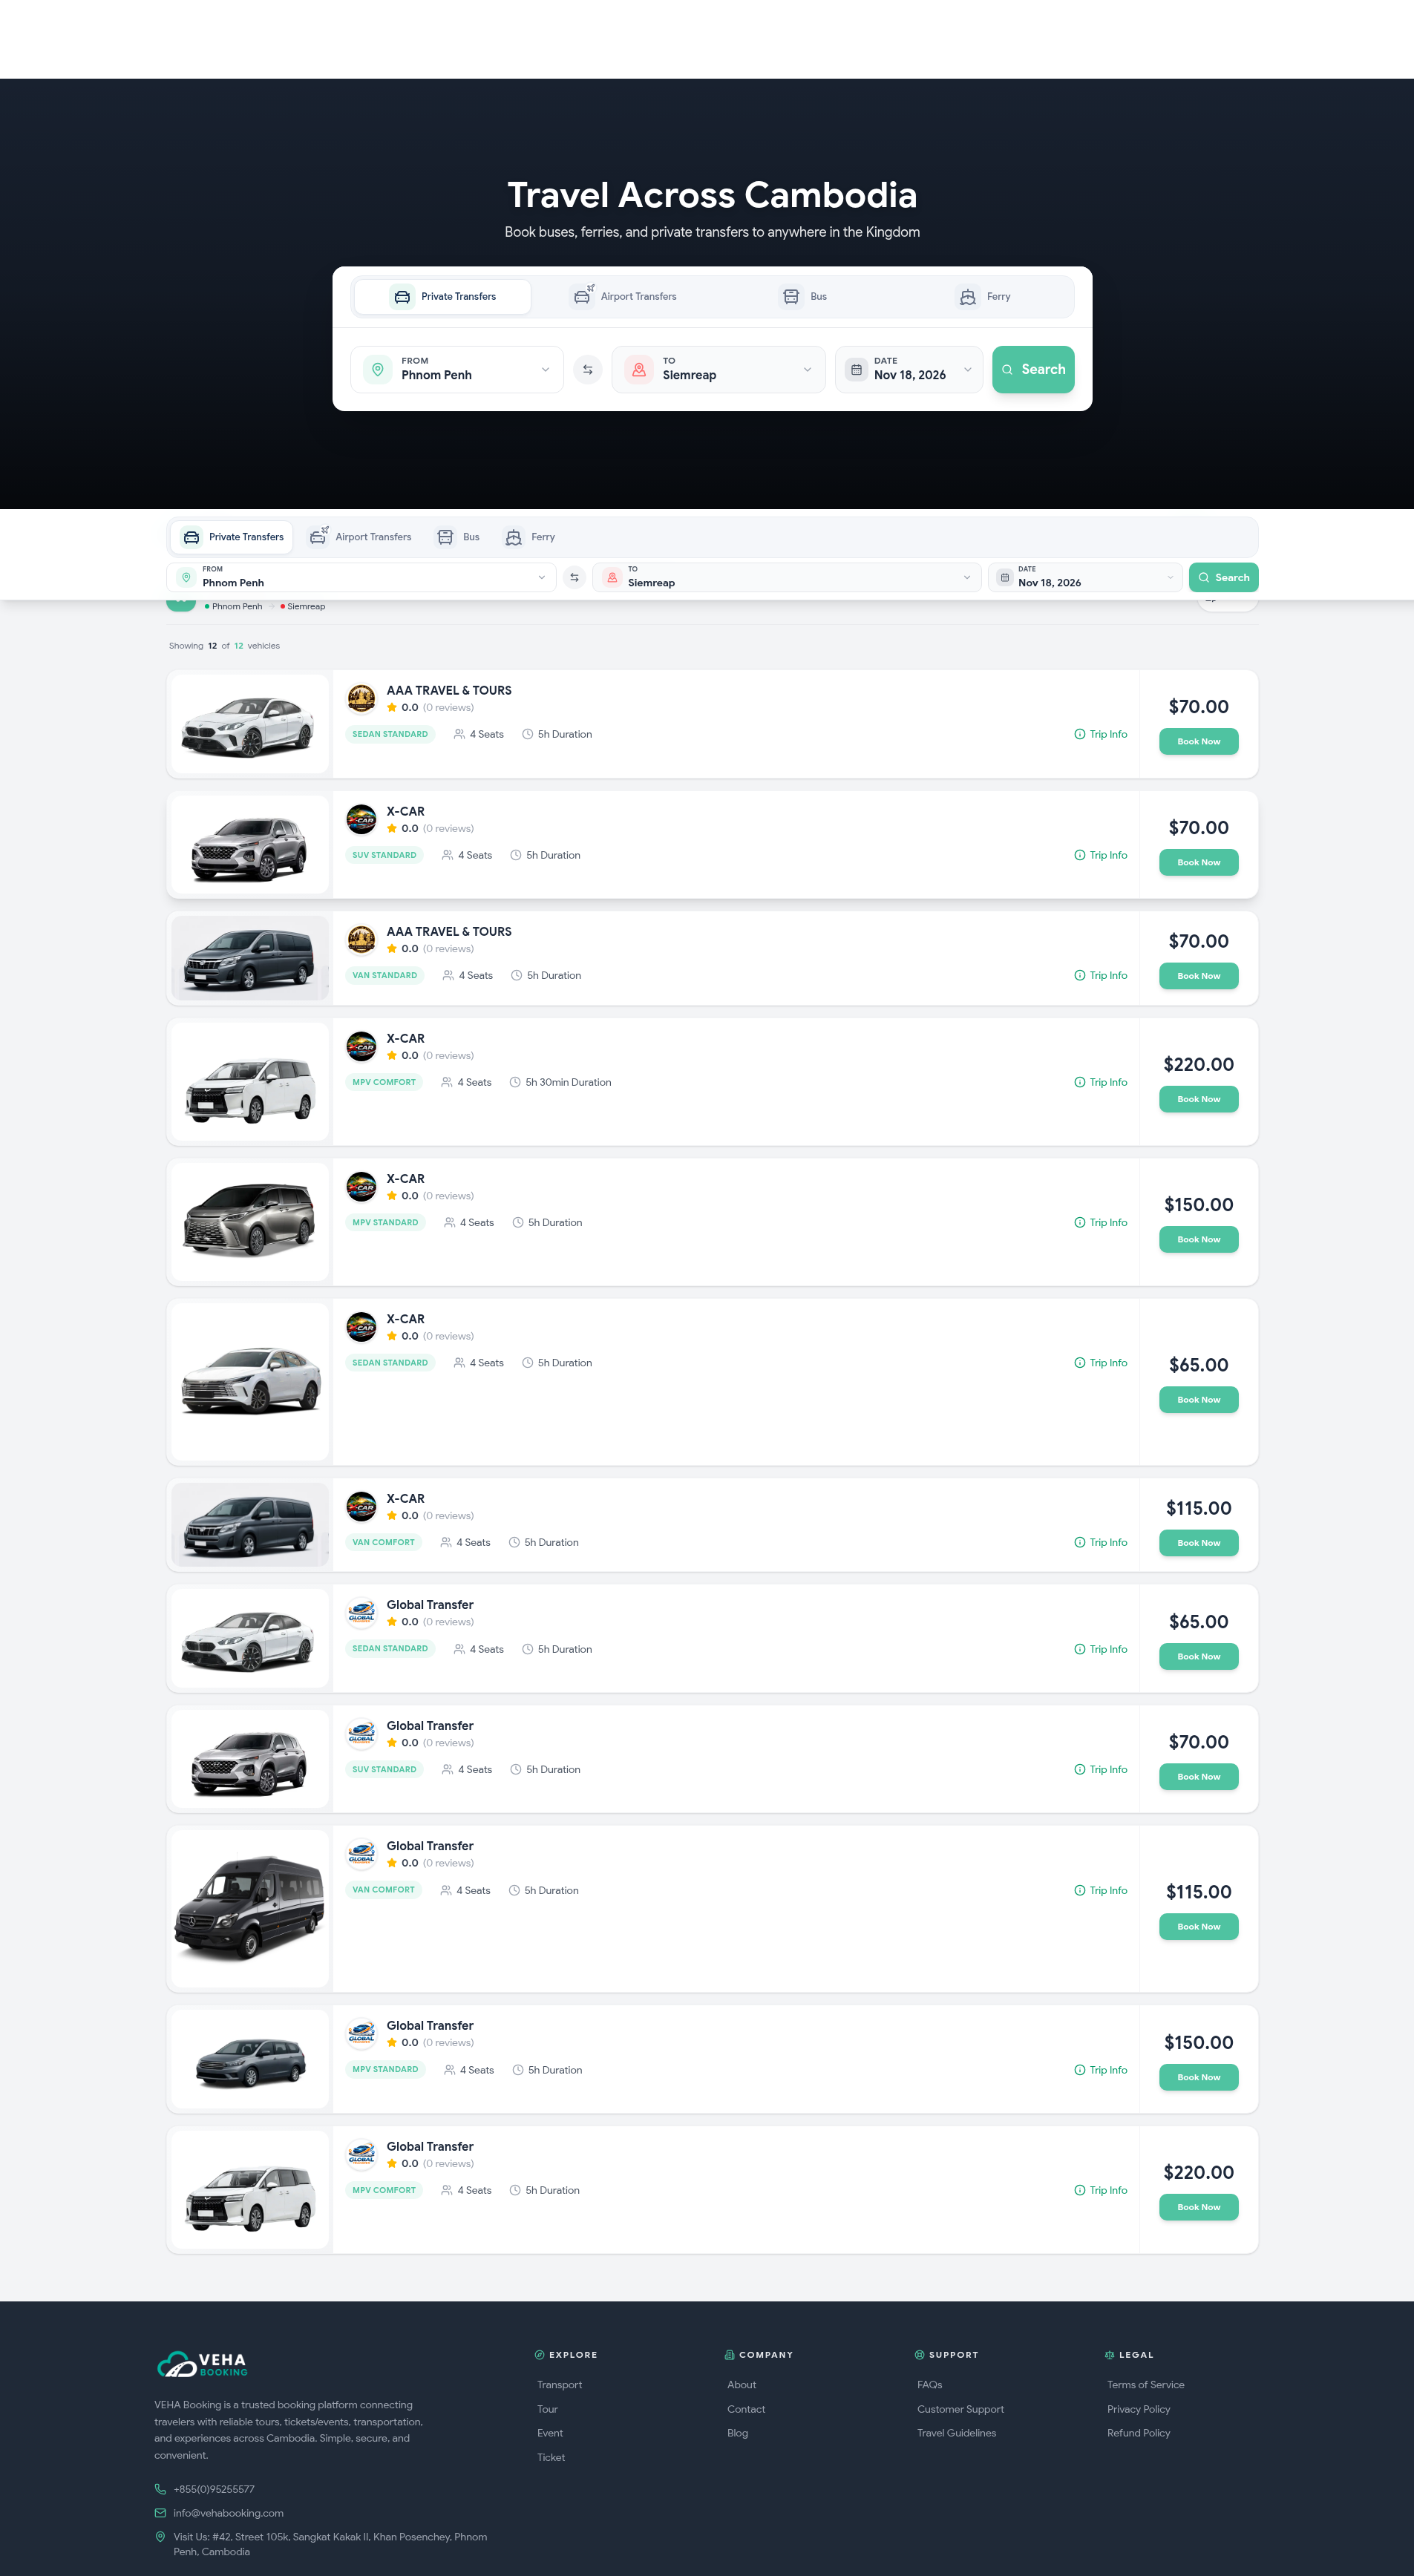 Travel Across Cambodia
Book buses, ferries, and private transfers to anywhere in the Kingdom
Private Transfers Airport Transfers Bus Ferry
FROM TO DATE
Phnom Penh Siemreap Nov 18, 2026 Search
Private Transfers Airport Transfers Bus Ferry
FROM TO DATE
Phnom Penh Siemreap Nov 18, 2026 Search
Phnom Penh → Siemreap
Showing 12 of 12 vehicles
AAA TRAVEL & TOURS
0.0 (0 reviews) $70.00
SEDAN STANDARD 4 Seats 5h Duration Trip Info
Book Now
X-CAR
0.0 (0 reviews) $70.00
SUV STANDARD 4 Seats 5h Duration Trip Info
Book Now
AAA TRAVEL & TOURS
0.0 (0 reviews) $70.00
VAN STANDARD 4 Seats 5h Duration Trip Info
Book Now
X-CAR
0.0 (0 reviews) $220.00
MPV COMFORT 4 Seats 5h 30min Duration Trip Info
Book Now
X-CAR
0.0 (0 reviews) $150.00
MPV STANDARD 4 Seats 5h Duration Trip Info
Book Now
X-CAR
0.0 (0 reviews)
SEDAN STANDARD 4 Seats 5h Duration Trip Info $65.00
Book Now
X-CAR
0.0 (0 reviews) $115.00
VAN COMFORT 4 Seats 5h Duration Trip Info Book Now
Global Transfer
0.0 (0 reviews) $65.00
SEDAN STANDARD 4 Seats 5h Duration Trip Info
Book Now
Global Transfer
0.0 (0 reviews) $70.00
SUV STANDARD 4 Seats 5h Duration Trip Info
Book Now
Global Transfer
0.0 (0 reviews)
VAN COMFORT 4 Seats 5h Duration Trip Info $115.00
Book Now
Global Transfer
0.0 (0 reviews) $150.00
MPV STANDARD 4 Seats 5h Duration Trip Info
Book Now
Global Transfer
0.0 (0 reviews) $220.00
MPV COMFORT 4 Seats 5h Duration Trip Info
Book Now
VEHA
BOOKING
VEHA Booking is a trusted booking platform connecting
travelers with reliable tours, tickets/events, transportation,
and experiences across Cambodia. Simple, secure, and
convenient.
+855(0)95255577
info@vehabooking.com
Visit Us: #42, Street 105k, Sangkat Kakak II, Khan Posenchey, Phnom
Penh, Cambodia
EXPLORE
Transport
Tour
Event
Ticket
COMPANY
About
Contact
Blog
SUPPORT
FAQs
Customer Support
Travel Guidelines
LEGAL
Terms of Service
Privacy Policy
Refund Policy